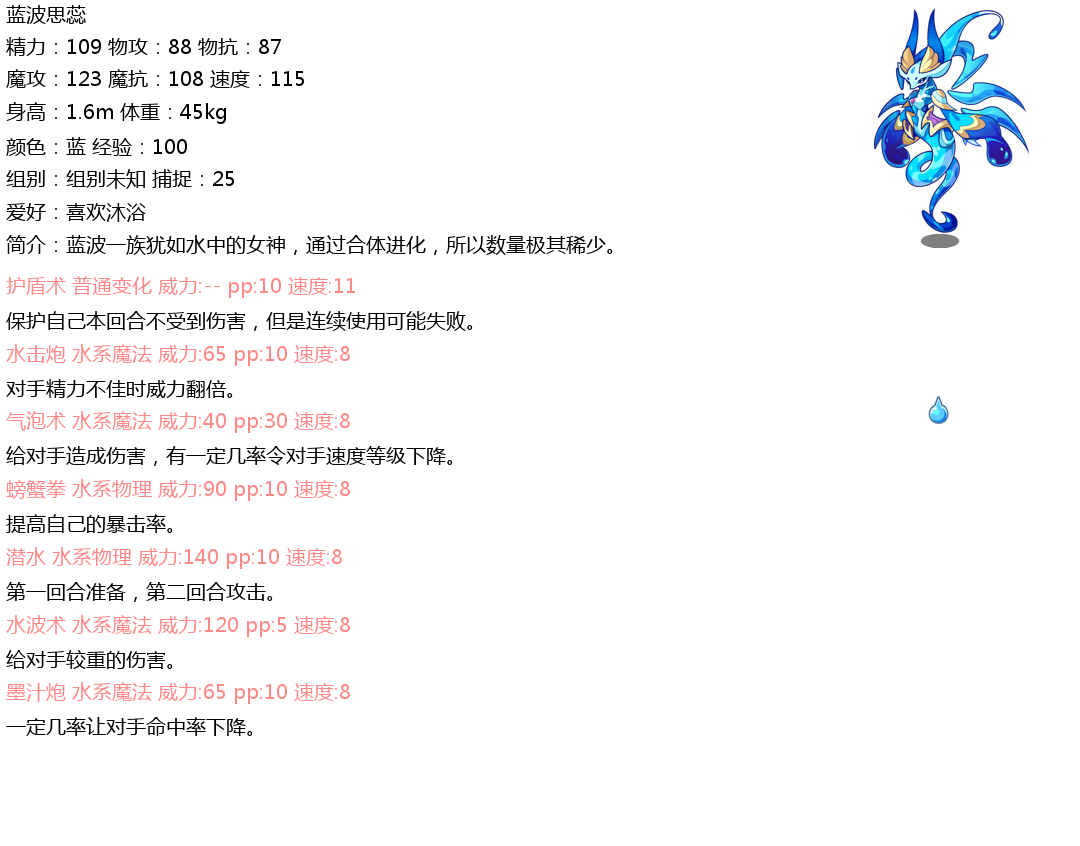 蓝波思蕊
精力：109 物攻：88 物抗：87
魔攻：123 魔抗：108 速度：115
身高：1.6m 体重：45kg
颜色：蓝 经验：100
组别：组别未知 捕捉：25
爱好：喜欢沐浴
简介：蓝波一族犹如水中的女神，通过合体进化，所以数量极其稀少。
护盾术 普通变化 威力:-- pp:10 速度:11
保护自己本回合不受到伤害，但是连续使用可能失败。
水击炮 水系魔法 威力:65 pp:10 速度:8
对手精力不佳时威力翻倍。
气泡术 水系魔法 威力:40 pp:30 速度:8
给对手造成伤害，有一定几率令对手速度等级下降。
螃蟹拳 水系物理 威力:90 pp:10 速度:8
提高自己的暴击率。
潜水 水系物理 威力:140 pp:10 速度:8
第一回合准备，第二回合攻击。
水波术 水系魔法 威力:120 pp:5 速度:8
给对手较重的伤害。
墨汁炮 水系魔法 威力:65 pp:10 速度:8
一定几率让对手命中率下降。